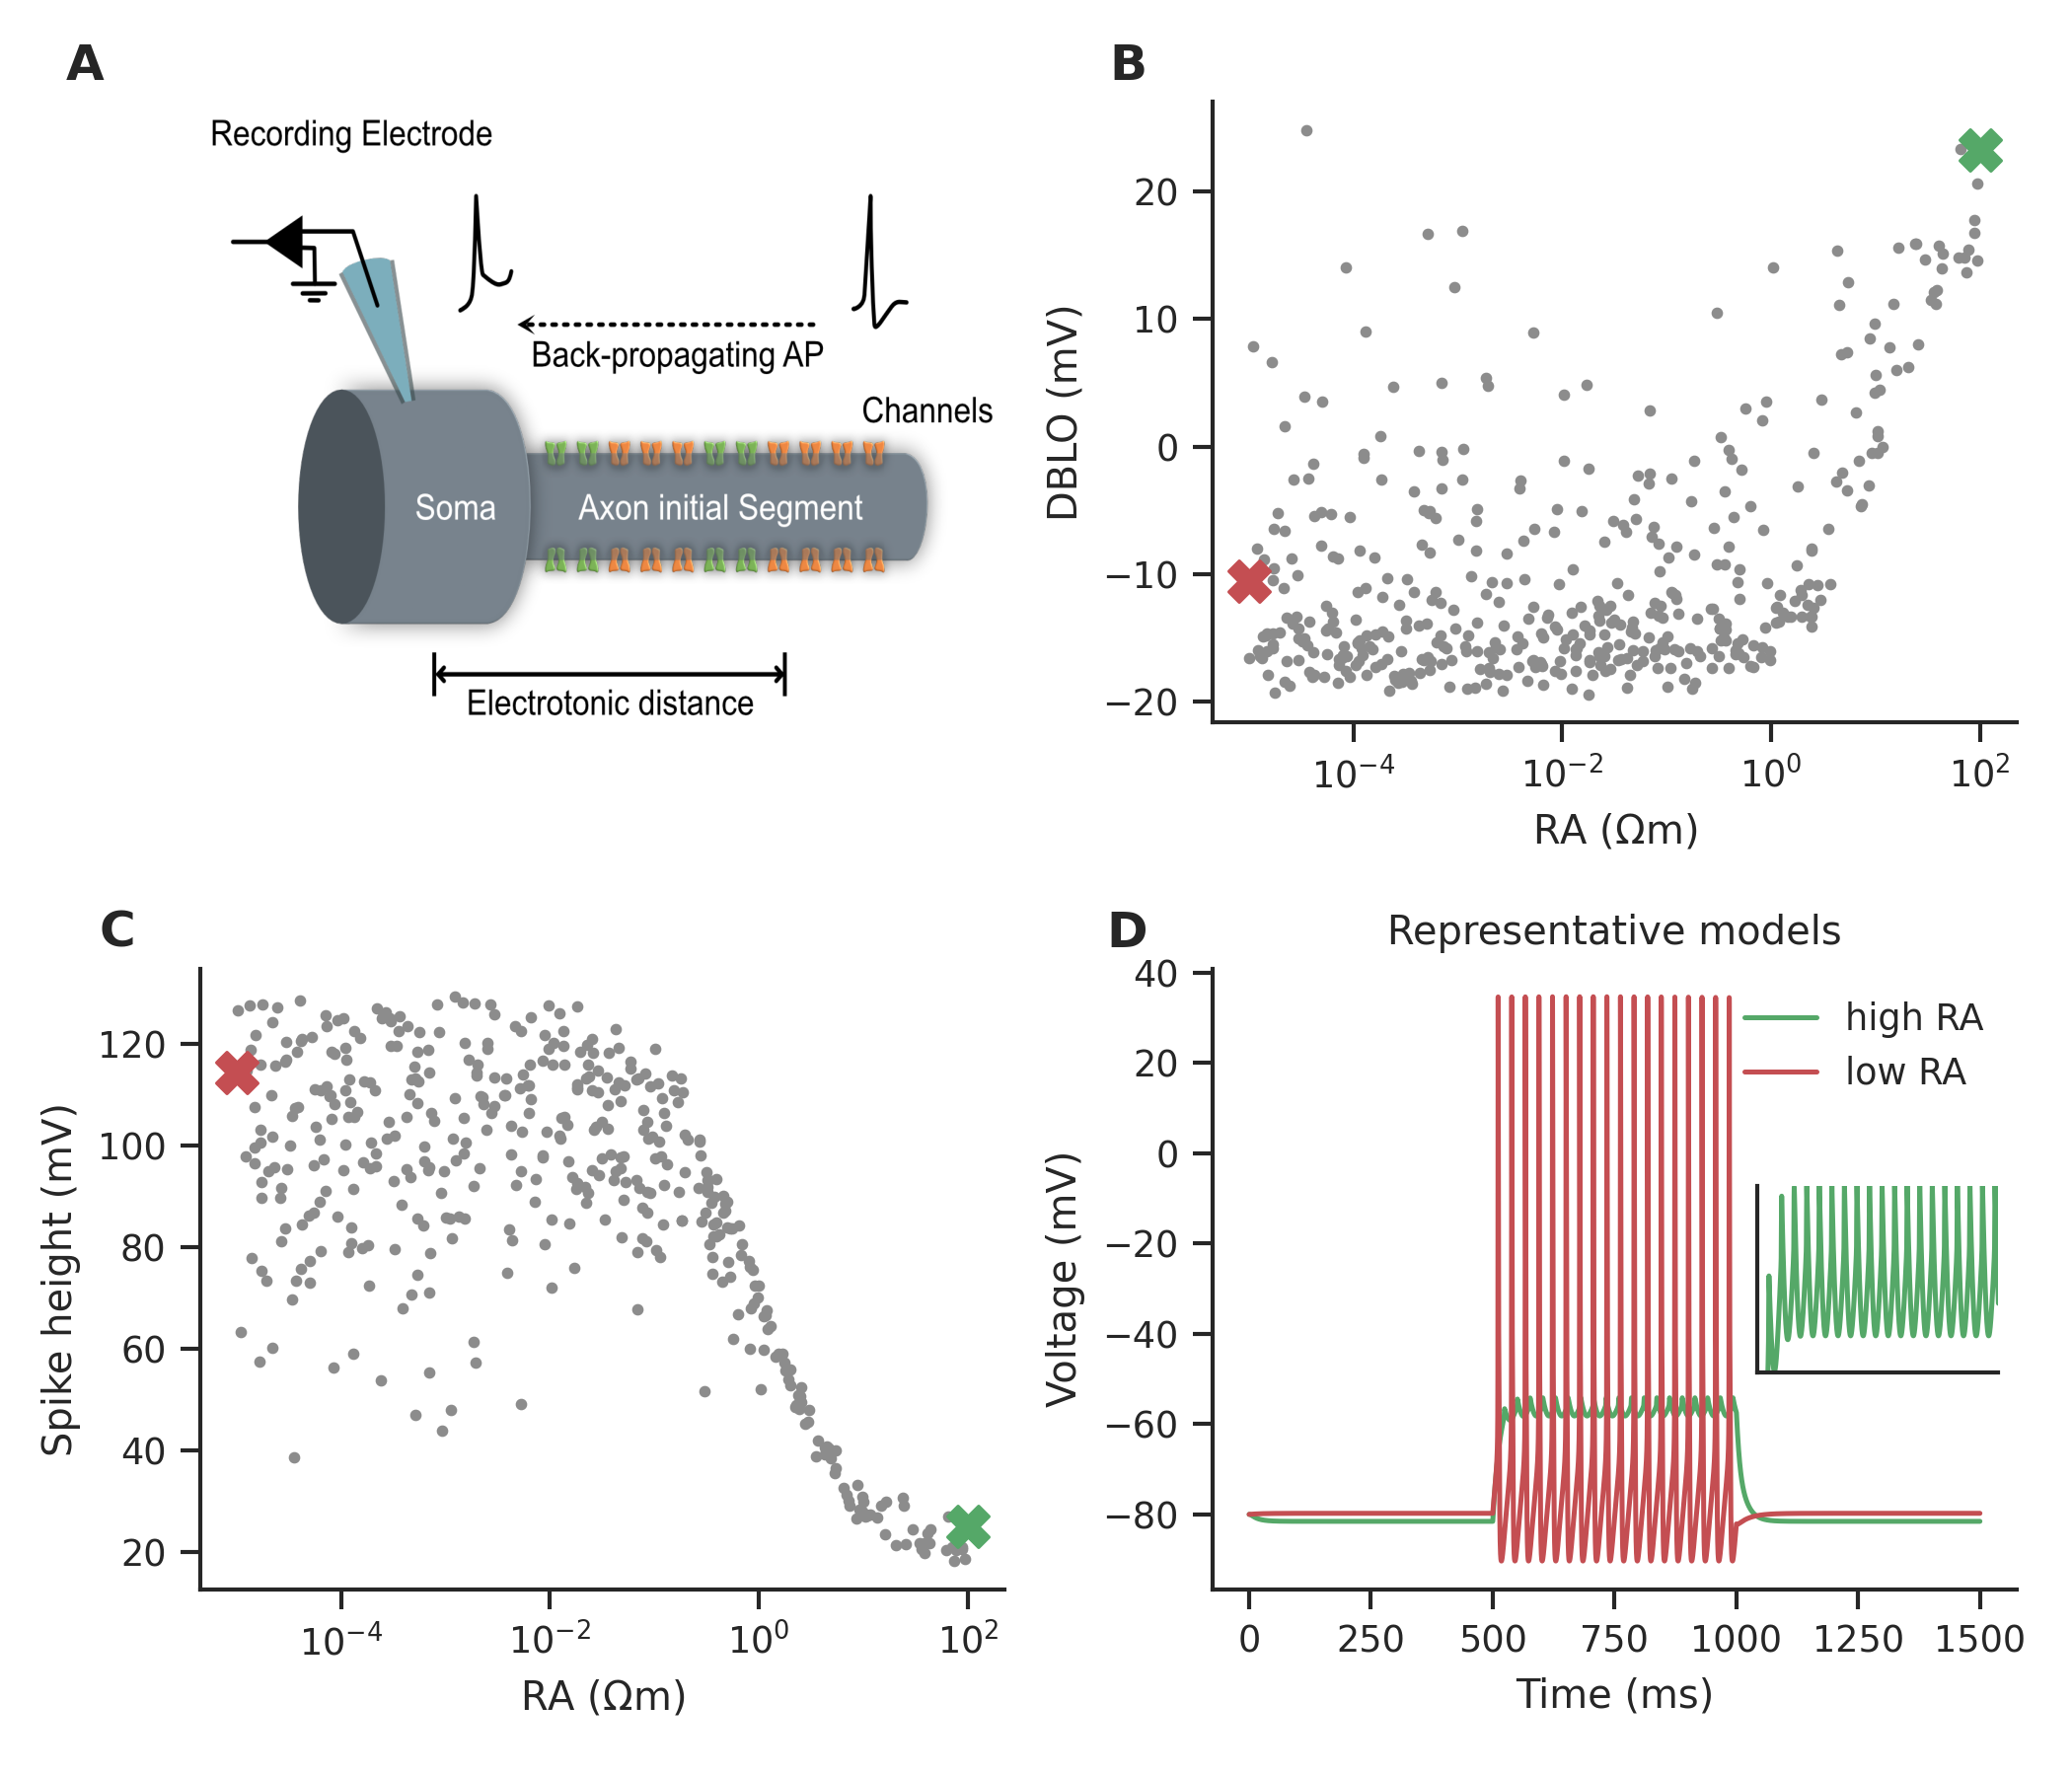 A
Recording Electrode
Back-propagating AP
Channels
Soma
Axon initial Segment
Electrotonic distance
B
DBLO (mV)
20
10
0
−10
−20
10⁻⁴
10⁻²
10⁰
10²
RA (Ωm)
C
Spike height (mV)
120
100
80
60
40
20
10⁻⁴
10⁻²
10⁰
10²
RA (Ωm)
D
Representative models
Voltage (mV)
40
20
0
−20
−40
−60
−80
high RA
low RA
0
250
500
750
1000
1250
1500
Time (ms)